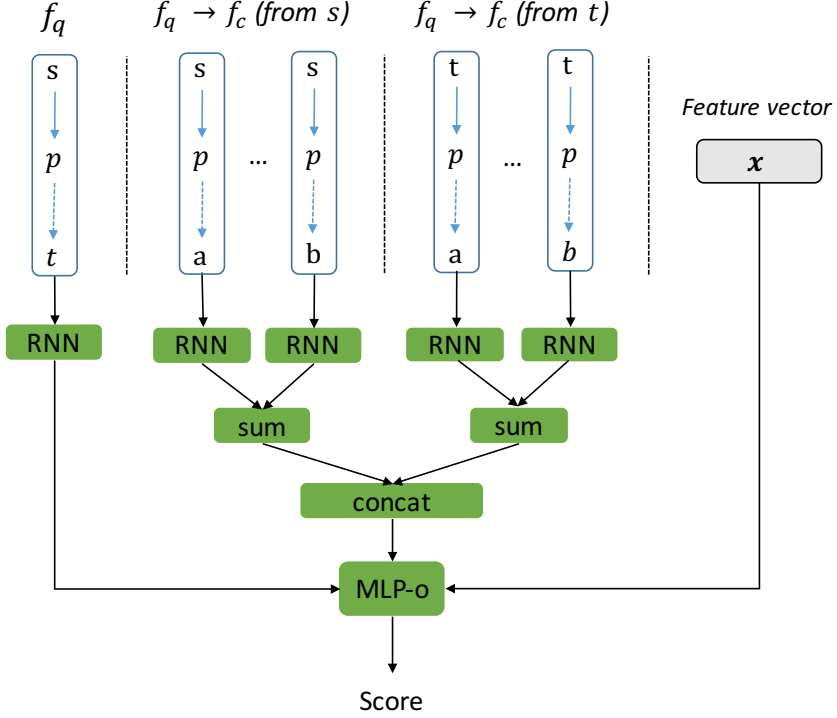 f_q
f_q → f_c (from s)
f_q → f_c (from t)
Feature vector
s s s t t
p p ... p p ... p
x
t a b a b
RNN RNN RNN RNN RNN
sum sum
concat
MLP-o
Score